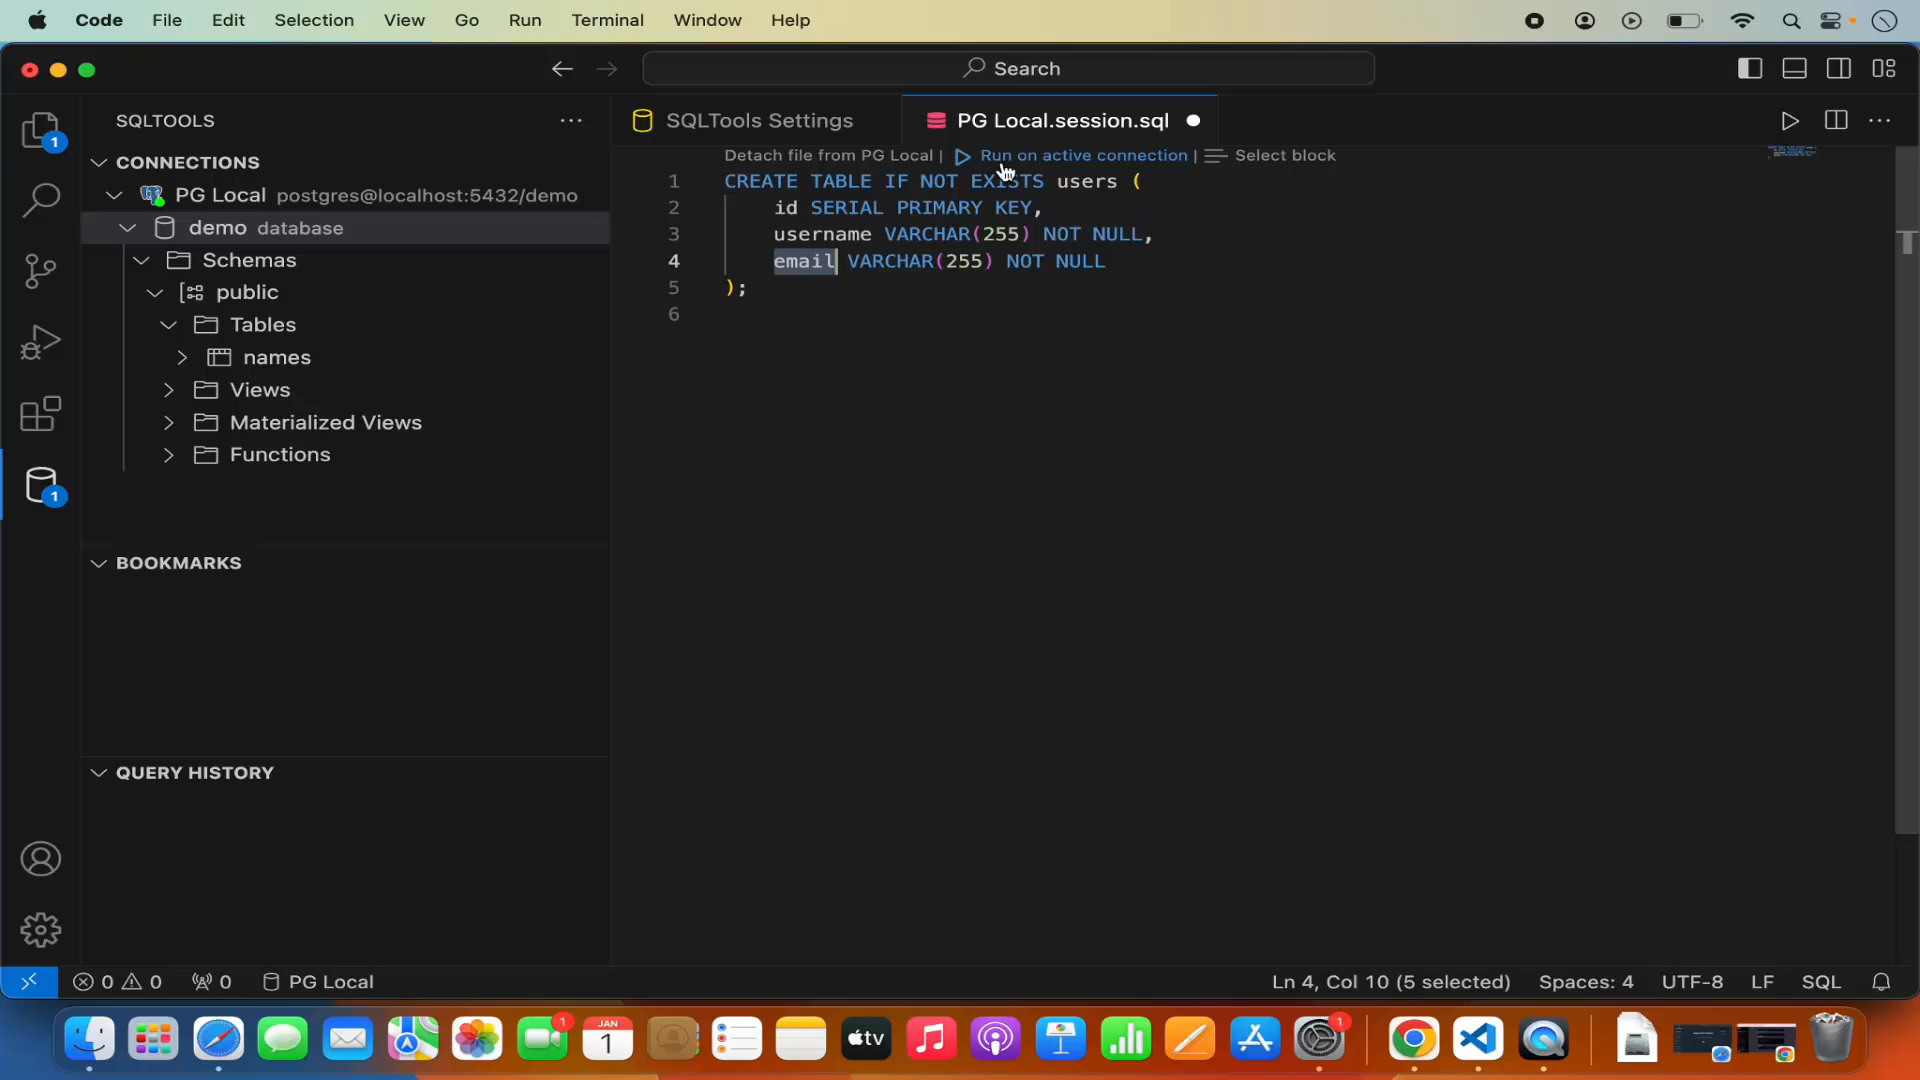 Code File Edit Selection View Go Run Terminal Window Help
Search
SQLTOOLS
SQLTools Settings
PG Local.session.sql
Detach file from PG Local | Run on active connection | Select block
CONNECTIONS
PG Local postgres@localhost:5432/demo
demo database
Schemas
public
Tables
names
Views
Materialized Views
Functions
BOOKMARKS
QUERY HISTORY
1 CREATE TABLE IF NOT EXISTS users (
2 id SERIAL PRIMARY KEY,
3 username VARCHAR(255) NOT NULL,
4 email VARCHAR(255) NOT NULL
5 );
6
1
1
0 0 0 PG Local
Ln 4, Col 10 (5 selected) Spaces: 4 UTF-8 LF SQL
1
JAN
1
tv
1